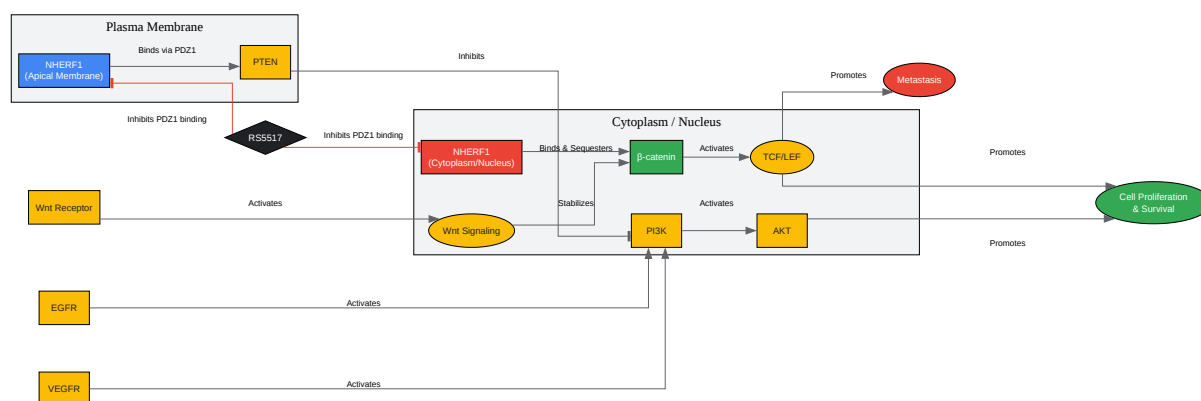 Plasma Membrane
NHERF1
(Apical Membrane)
Binds via PDZ1
PTEN
Inhibits
Inhibits PDZ1 binding
RS5517
Inhibits PDZ1 binding
Promotes
Metastasis
Cytoplasm / Nucleus
NHERF1
(Cytoplasm/Nucleus)
Binds & Sequesters
β-catenin
Activates
TCF/LEF
Promotes
Cell Proliferation
& Survival
Wnt Receptor
Activates
Wnt Signaling
Stabilizes
PI3K
Activates
AKT
Promotes
EGFR
Activates
VEGFR
Activates